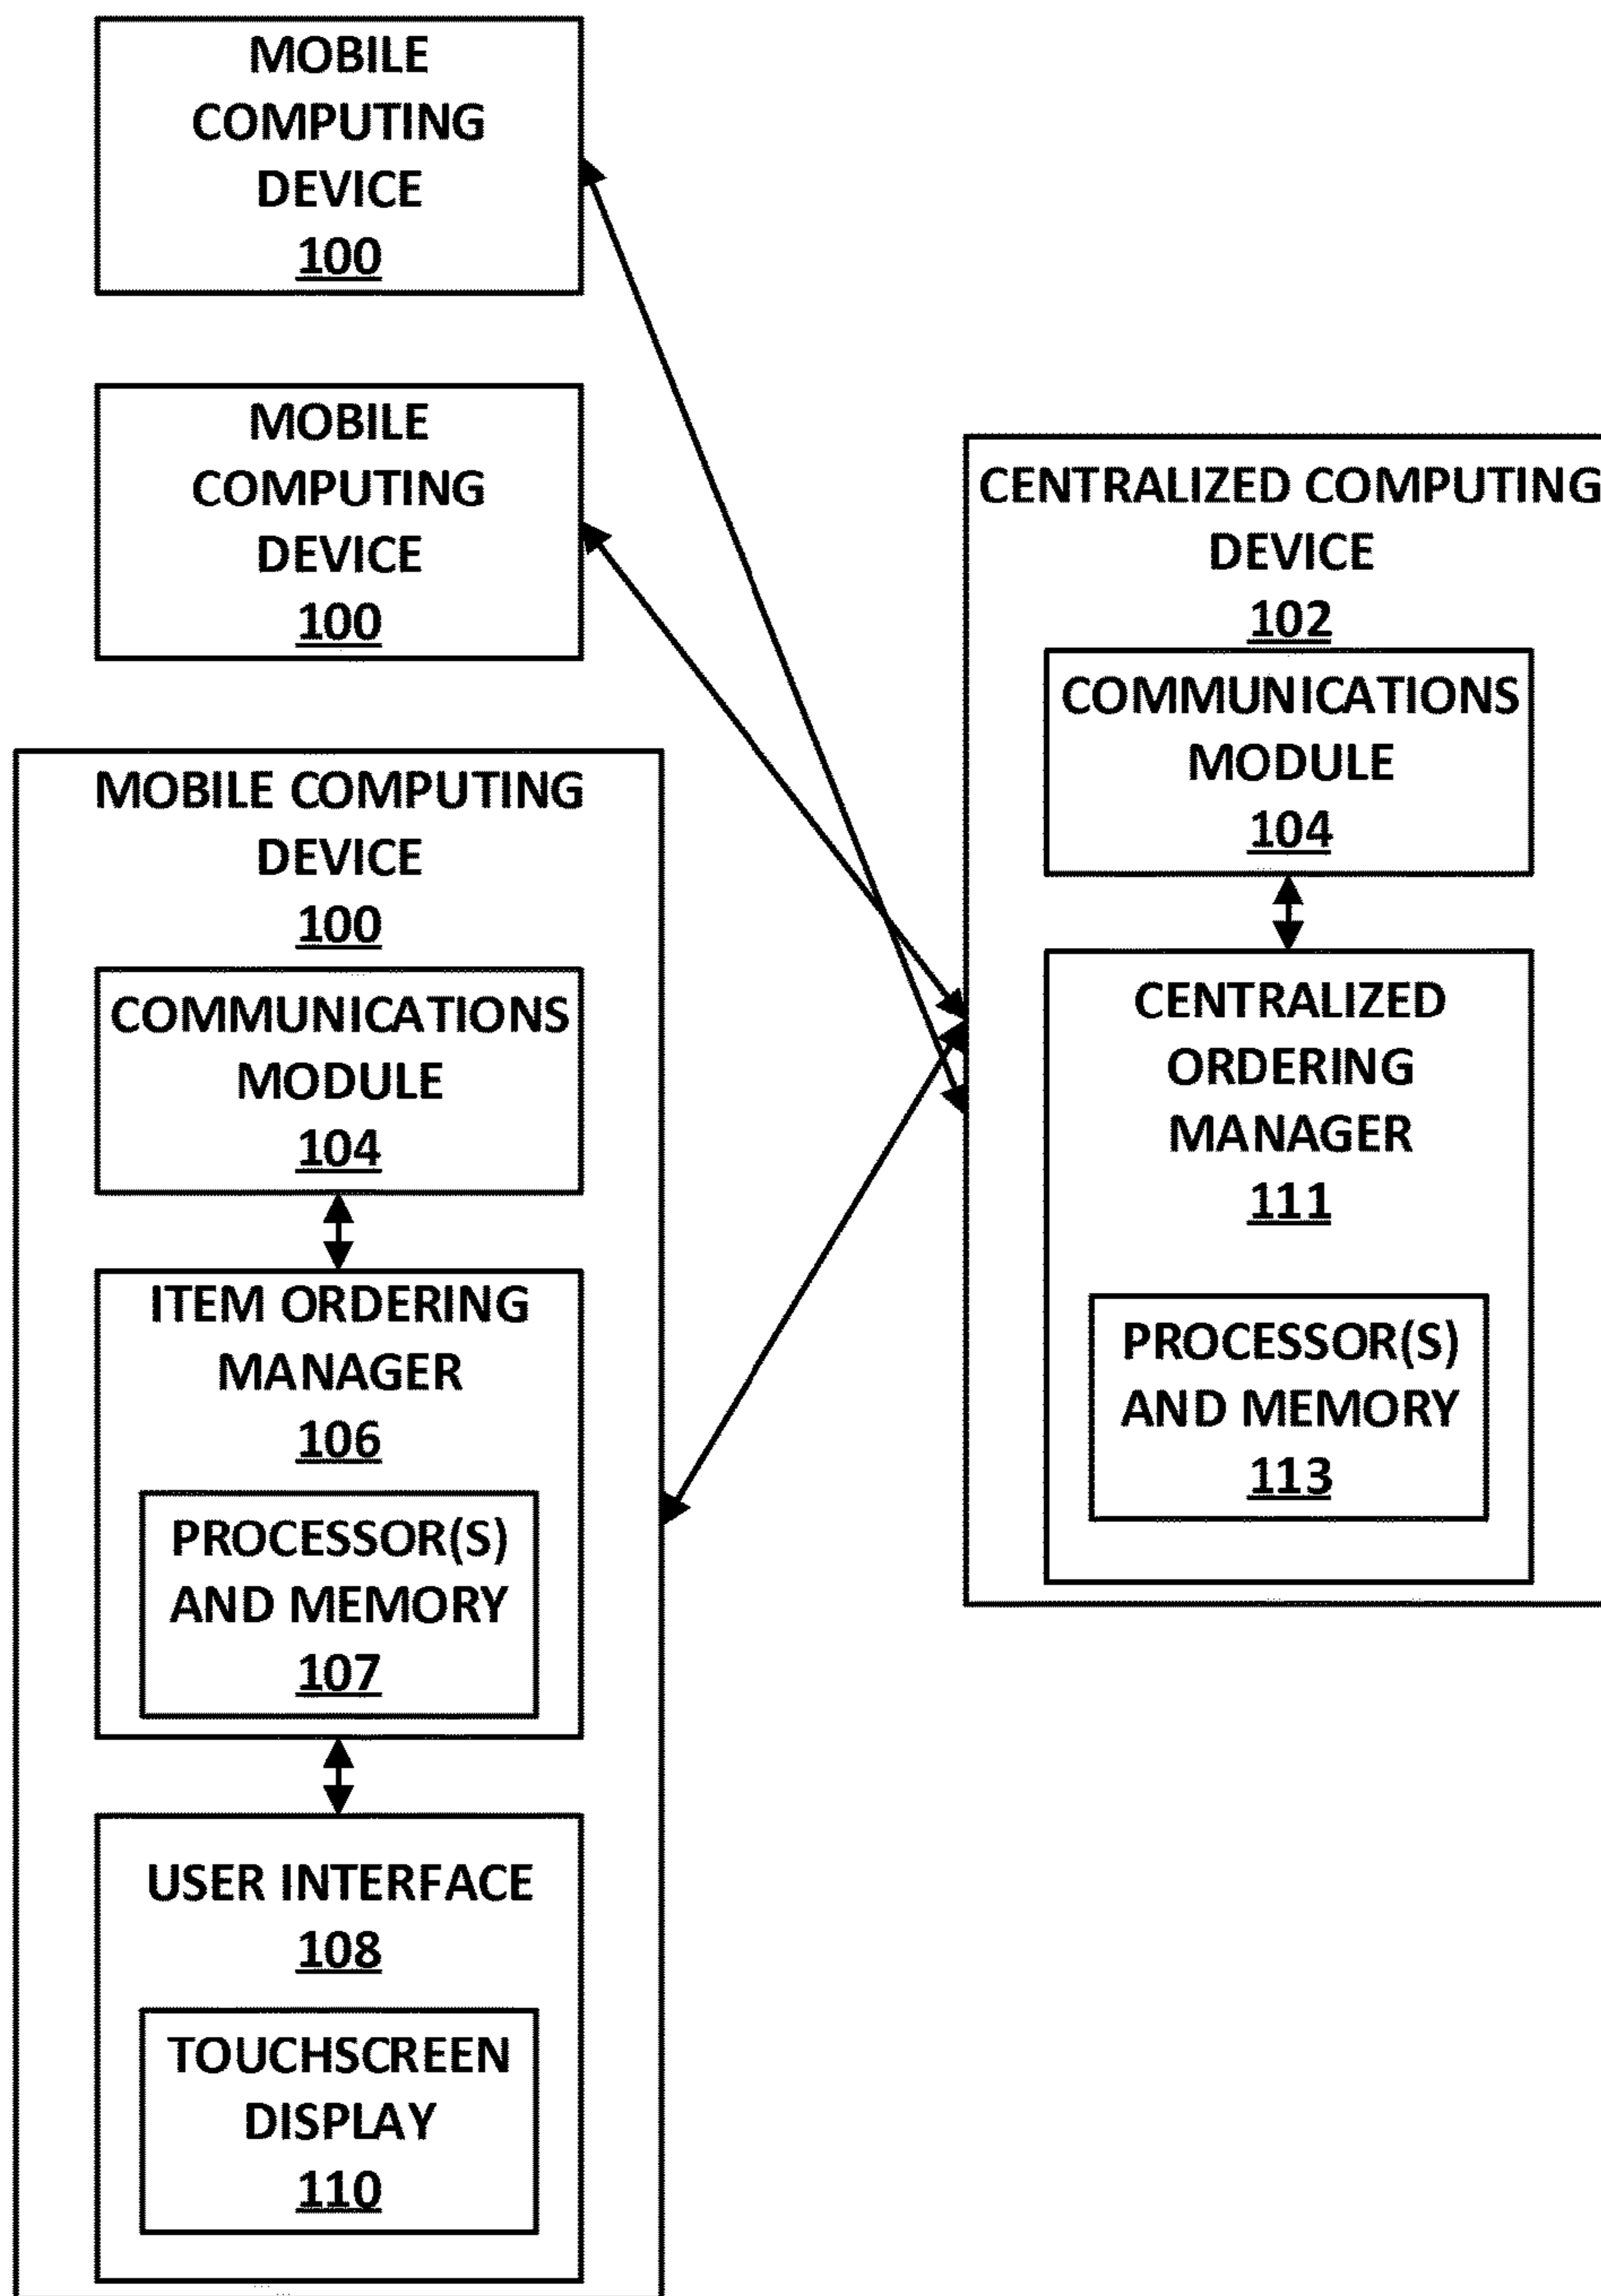 MOBILE
COMPUTING
DEVICE
100
MOBILE
COMPUTING
DEVICE
100
MOBILE COMPUTING
DEVICE
100
COMMUNICATIONS
MODULE
104
ITEM ORDERING
MANAGER
106
PROCESSOR(S)
AND MEMORY
107
USER INTERFACE
108
TOUCHSCREEN
DISPLAY
110
CENTRALIZED COMPUTING
DEVICE
102
COMMUNICATIONS
MODULE
104
CENTRALIZED
ORDERING
MANAGER
111
PROCESSOR(S)
AND MEMORY
113